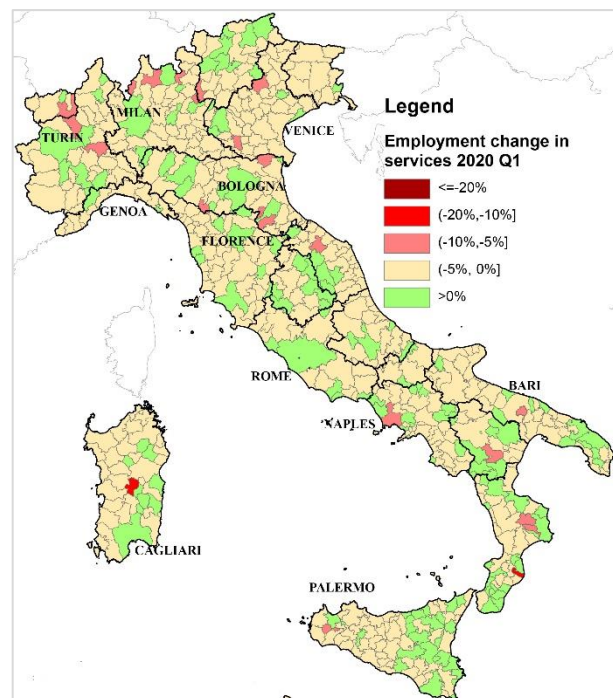 MILAN
TURIN
VENICE
BOLOGNA
GENOA
FLORENCE
ROME
BARI
NAPLES
CAGLIARI
PALERMO
Legend
Employment change in
services 2020 Q1
<=-20%
(-20%,-10%]
(-10%,-5%]
(-5%, 0%]
>0%